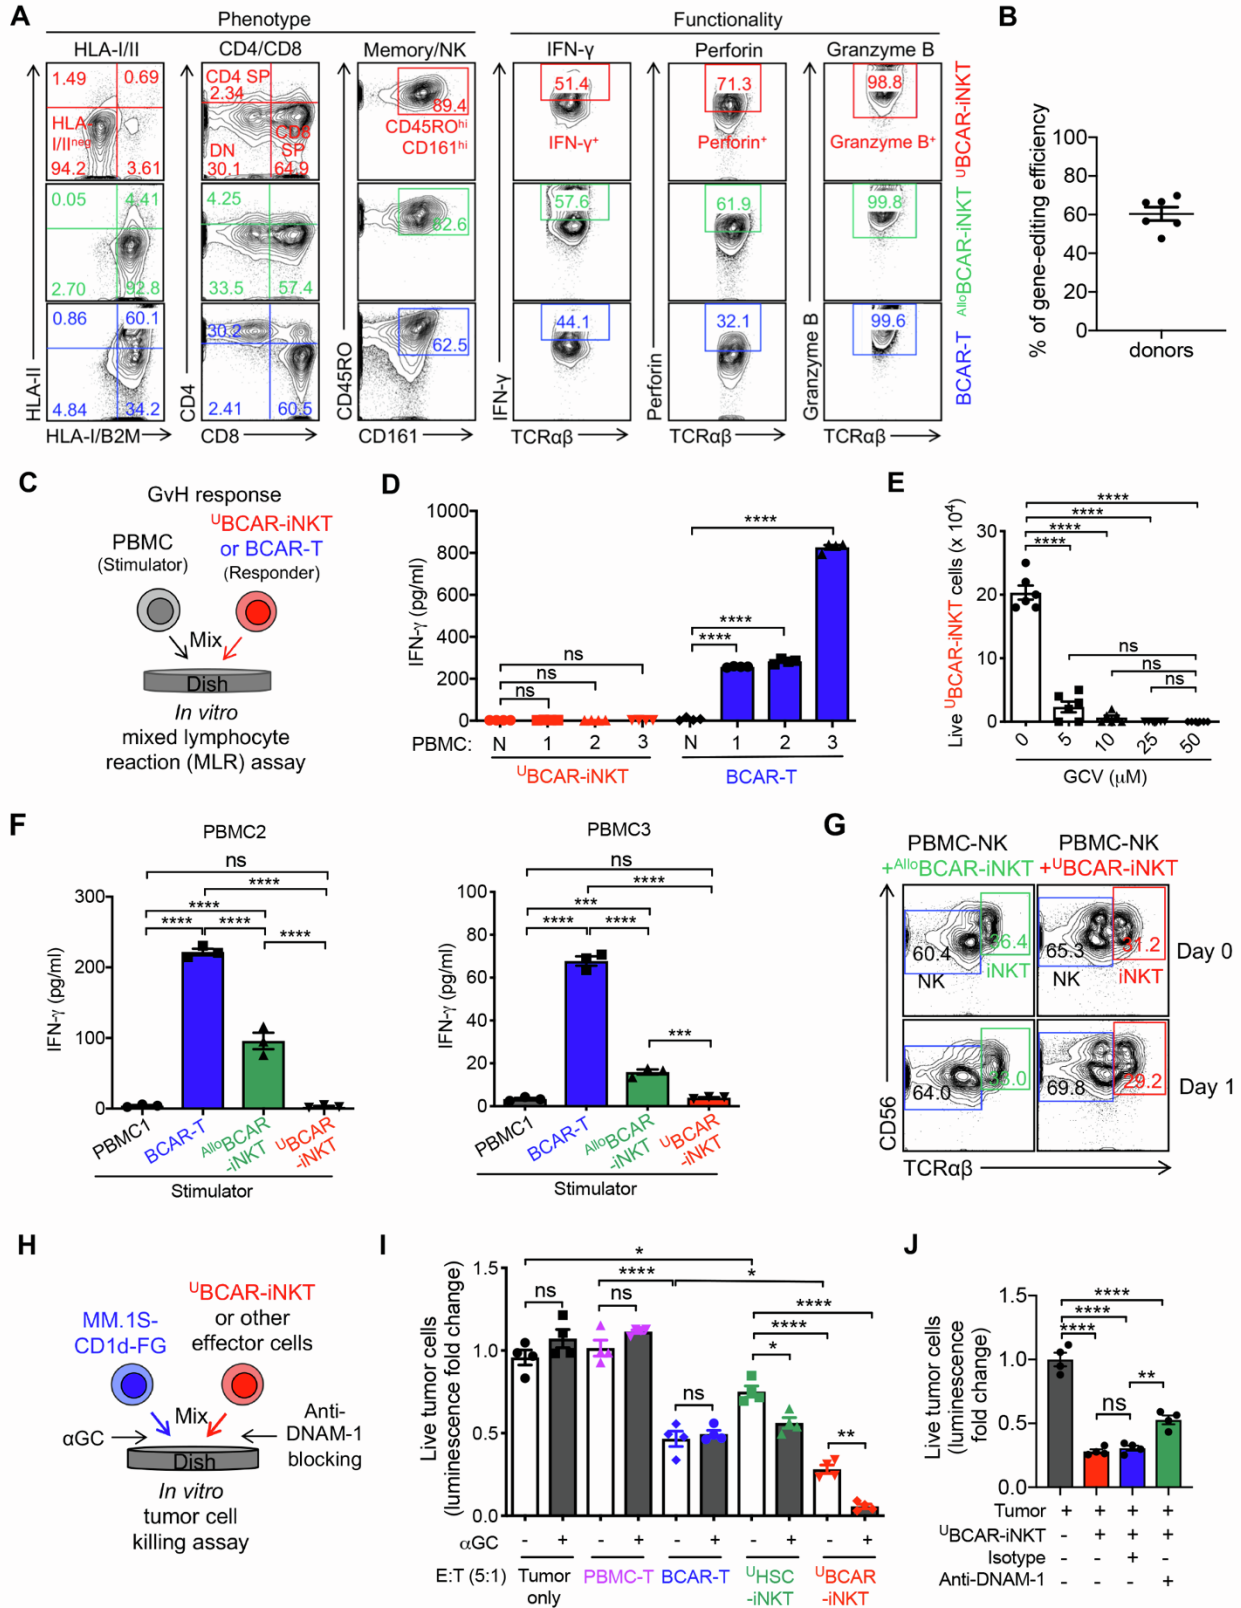 A
Phenotype
Functionality
HLA-I/II
CD4/CD8
Memory/NK
IFN-γ
Perforin
Granzyme B
1.49
0.69
HLA-
I/IIneg
94.2
3.61
CD4 SP
2.34
CD8
SP
DN
30.1
64.9
89.4
CD45ROhi
CD161hi
51.4
IFN-γ+
71.3
Perforin+
98.8
Granzyme B+
UBCAR-iNKT
0.05
4.41
2.70
92.8
4.25
33.5
57.4
82.6
57.6
61.9
99.8
AlloBCAR-iNKT
0.86
60.1
4.84
34.2
30.2
2.41
60.5
62.5
44.1
32.1
99.6
BCAR-T
HLA-II
CD4
CD45RO
IFN-γ
Perforin
Granzyme B
HLA-I/B2M
CD8
CD161
TCRαβ
TCRαβ
TCRαβ
B
% of gene-editing efficiency
100
80
60
40
20
0
donors
C
GvH response
PBMC
(Stimulator)
UBCAR-iNKT
or BCAR-T
(Responder)
Mix
Dish
In vitro
mixed lymphocyte
reaction (MLR) assay
D
IFN-γ (pg/ml)
1000
800
600
400
200
0
ns
ns
ns
****
****
****
PBMC: N 1 2 3 N 1 2 3
UBCAR-iNKT
BCAR-T
E
Live UBCAR-iNKT cells (x 10⁴)
30
20
10
0
****
****
****
****
ns
ns
ns
0 5 10 25 50
GCV (μM)
F
PBMC2
IFN-γ (pg/ml)
300
200
100
0
ns
****
****
**** ****
****
PBMC1
BCAR-T
AlloBCAR
-iNKT
UBCAR
-iNKT
Stimulator
PBMC3
IFN-γ (pg/ml)
100
80
60
40
20
0
ns
****
***
**** ****
***
PBMC1
BCAR-T
AlloBCAR
-iNKT
UBCAR
-iNKT
Stimulator
G
PBMC-NK
+AlloBCAR-iNKT
PBMC-NK
+UBCAR-iNKT
60.4
36.4
NK
iNKT
65.3
31.2
NK
iNKT
Day 0
64.0
33.0
69.8
29.2
Day 1
CD56
TCRαβ
H
MM.1S-
CD1d-FG
UBCAR-iNKT
or other
effector cells
Mix
αGC
Anti-
DNAM-1
blocking
Dish
In vitro
tumor cell
killing assay
I
Live tumor cells
(luminescence fold change)
1.5
1.0
0.5
0.0
*
****
*
ns
ns
ns
****
****
*
**
αGC - + - + - + - + - +
E:T (5:1)
Tumor
only
PBMC-T
BCAR-T
UHSC
-iNKT
UBCAR
-iNKT
J
Live tumor cells
(luminescence
fold change)
1.0
0.5
0.0
****
****
****
**
ns
Tumor + + + +
UBCAR-iNKT - + + +
Isotype - - + -
Anti-DNAM-1 - - - +